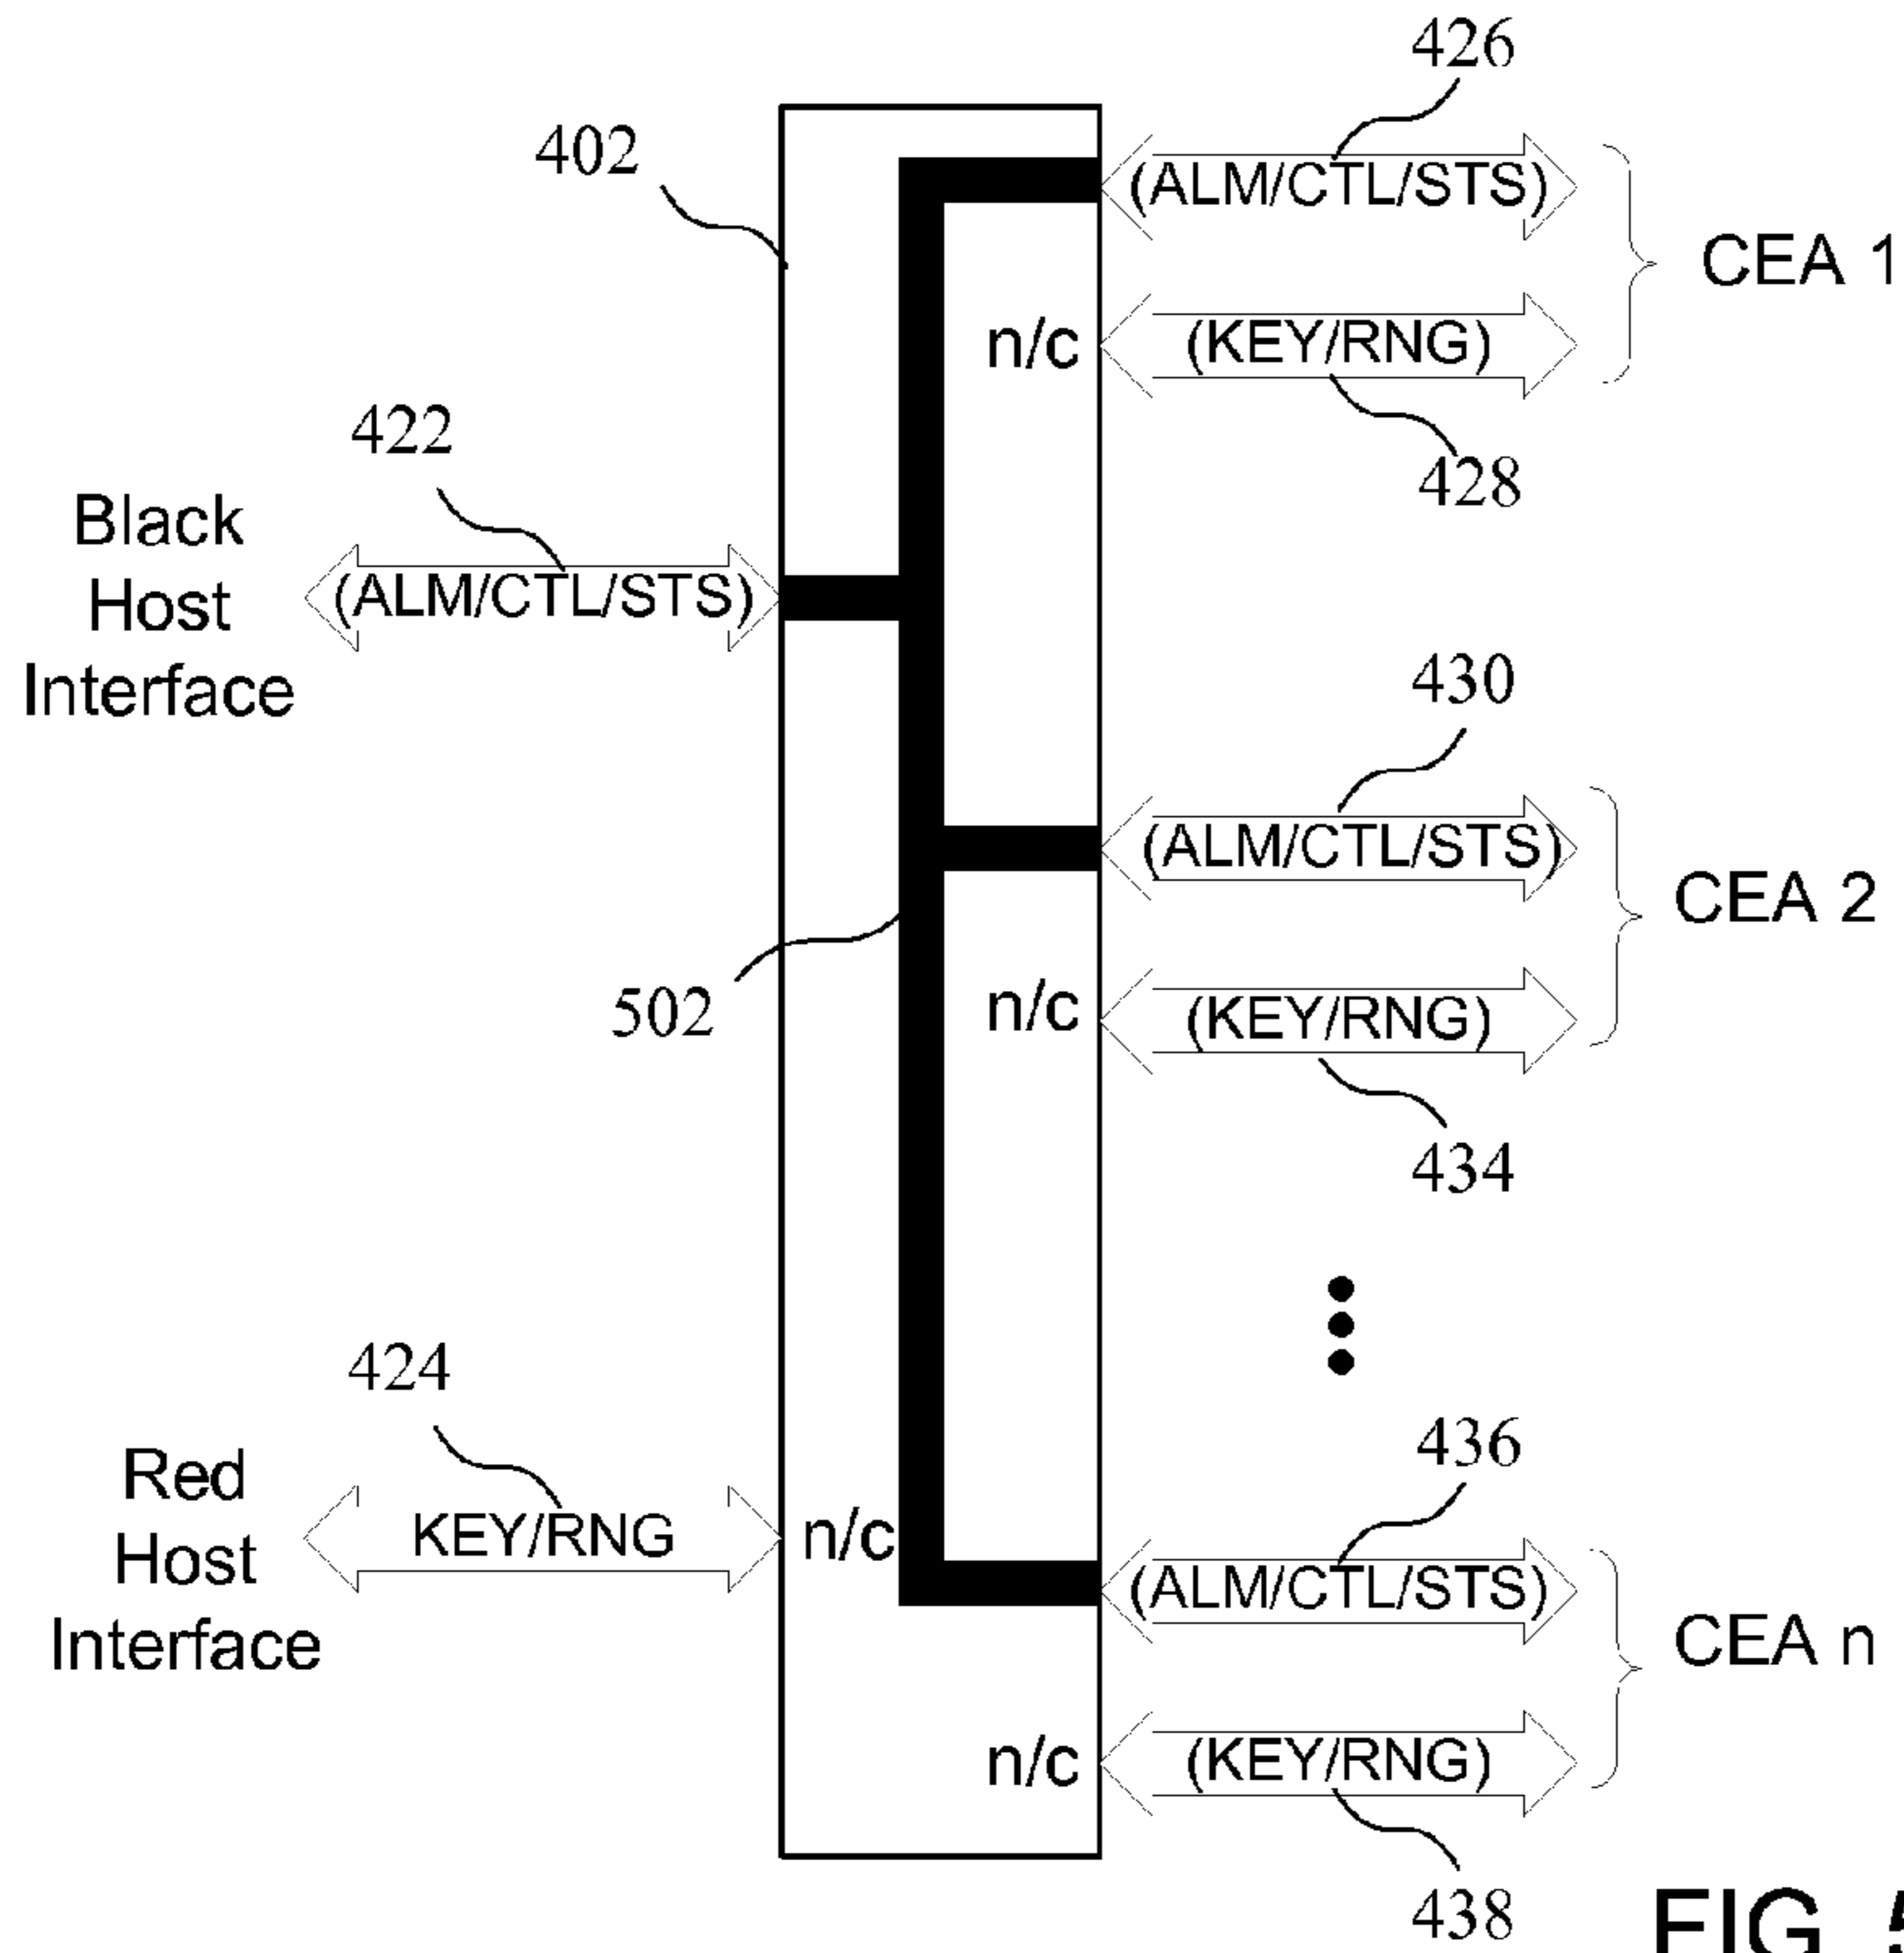 426
402
(ALM/CTL/STS)
CEA 1
n/c
(KEY/RNG)
422
428
Black
Host
Interface
(ALM/CTL/STS)
430
(ALM/CTL/STS)
CEA 2
502
n/c
(KEY/RNG)
434
424
436
Red
Host
Interface
KEY/RNG
n/c
(ALM/CTL/STS)
CEA n
n/c
(KEY/RNG)
438
FIG 5